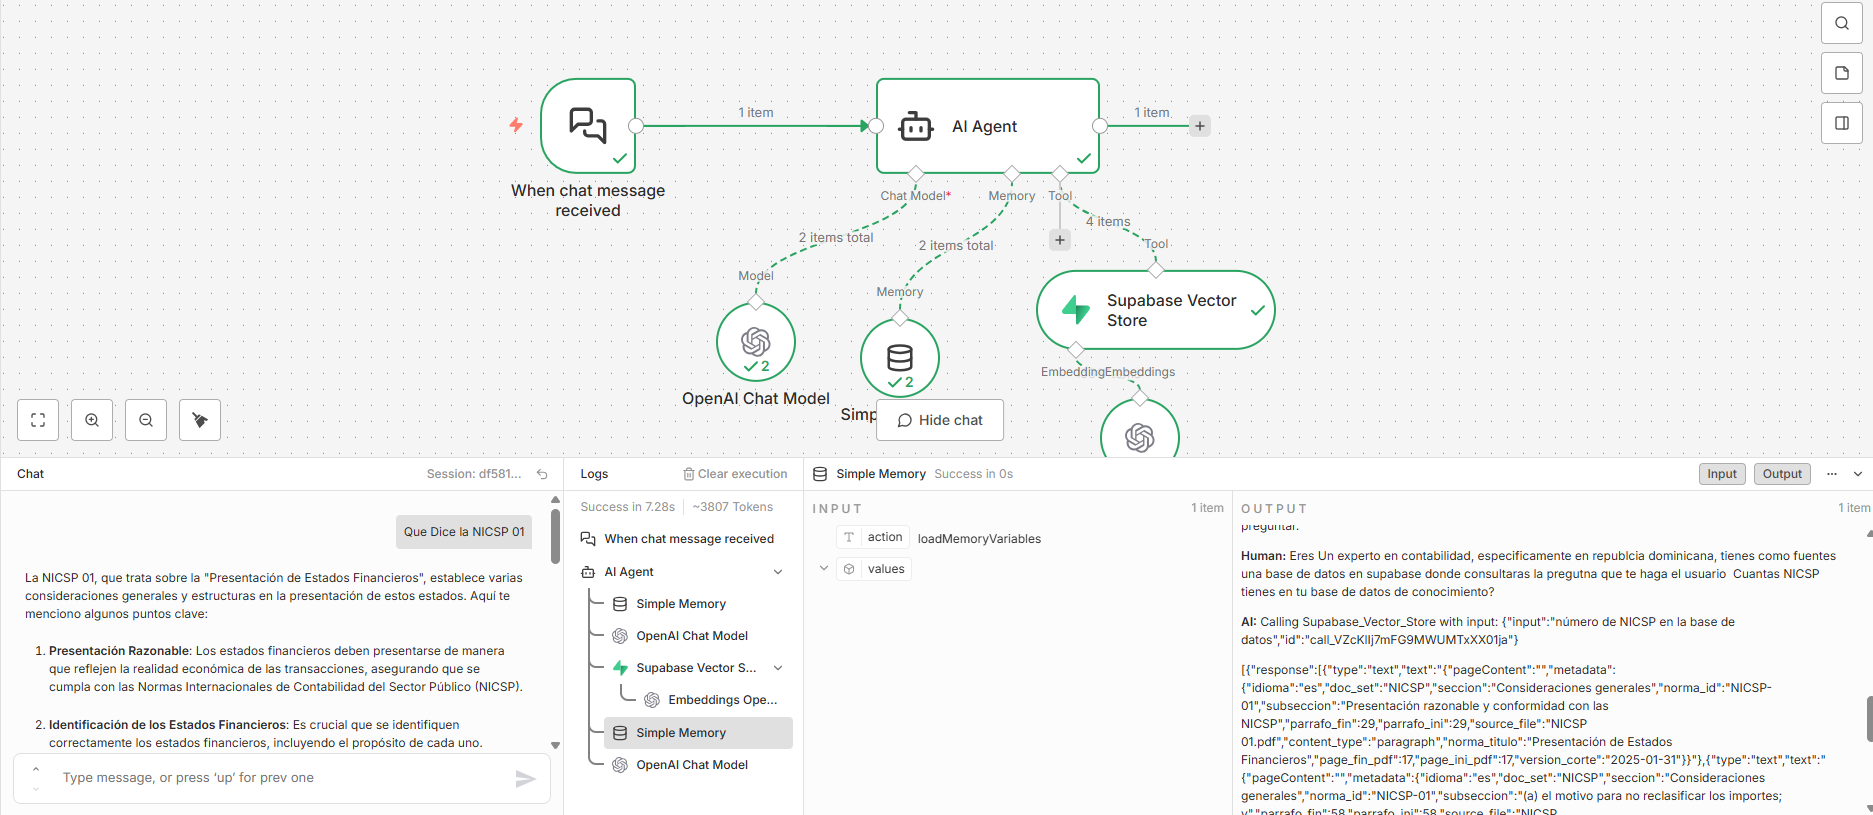 1 item
AI Agent
1 item
When chat message
received
Chat Model*
Memory
Tool
4 items
2 items total
2 items total
Tool
Model
Memory
Supabase Vector
Store
2
2
Embedding
Embeddings
OpenAI Chat Model
Simp
Hide chat
Chat
Session: df581...
Logs
Clear execution
Simple Memory
Success in 0s
Input
Output
Success in 7.28s
~3807 Tokens
INPUT
1 item
OUTPUT
1 item
Que Dice la NICSP 01
La NICSP 01, que trata sobre la "Presentación de Estados Financieros", establece varias
consideraciones generales y estructuras en la presentación de estos estados. Aquí te
menciono algunos puntos clave:
1. Presentación Razonable: Los estados financieros deben presentarse de manera
que reflejen la realidad económica de las transacciones, asegurando que se
cumpla con las Normas Internacionales de Contabilidad del Sector Público (NICSP).
2. Identificación de los Estados Financieros: Es crucial que se identifiquen
correctamente los estados financieros, incluyendo el propósito de cada uno.
Type message, or press ‘up’ for prev one
When chat message received
AI Agent
Simple Memory
OpenAI Chat Model
Supabase Vector S...
Embeddings Ope...
Simple Memory
OpenAI Chat Model
T action loadMemoryVariables
values
preguntar.
Human: Eres Un experto en contabilidad, especificamente en republcia dominicana, tienes como fuentes
una base de datos en supabase donde consultaras la pregutna que te haga el usuario Cuantas NICSP
tienes en tu base de datos de conocimiento?
AI: Calling Supabase_Vector_Store with input: {"input":"número de NICSP en la base de
datos","id":"call_VZcKlIj7mFG9MWUMTxXX01ja"}
[{"response":[{"type":"text","text":"{"pageContent":"","metadata":
{"idioma":"es","doc_set":"NICSP","seccion":"Consideraciones generales","norma_id":"NICSP-
01","subseccion":"Presentación razonable y conformidad con las
NICSP","parrafo_fin":29,"parrafo_ini":29,"source_file":"NICSP
01.pdf","content_type":"paragraph","norma_titulo":"Presentación de Estados
Financieros","page_fin_pdf":17,"page_ini_pdf":17,"version_corte":"2025-01-31"}}"},{"type":"text","text":"
{"pageContent":"","metadata":{"idioma":"es","doc_set":"NICSP","seccion":"Consideraciones
generales","norma_id":"NICSP-01","subseccion":"(a) el motivo para no reclasificar los importes;
y","parrafo_fin":58,"parrafo_ini":58,"source_file":"NICSP